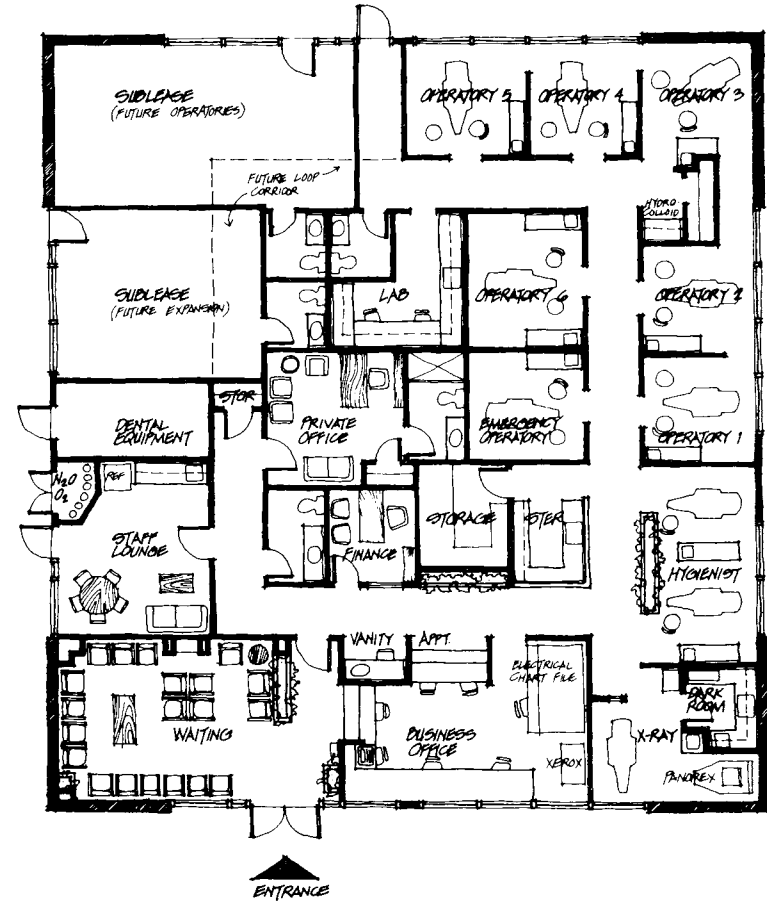 OPERATORY 5
OPERATORY 4
OPERATORY 3
SUBLEASE
(FUTURE OPERATORIES)
FUTURE LOOP
CORRIDOR
HYDRO
COLLOID
SUBLEASE
(FUTURE EXPANSION)
LAB
OPERATORY 6
OPERATORY 2
STOR
DENTAL
EQUIPMENT
PRIVATE
OFFICE
EMERGENCY
OPERATORY
OPERATORY 1
N2O
O2
REF
STAFF
LOUNGE
FINANCE
STORAGE
STER
HYGIENIST
VANITY
APPT.
ELECTRICAL
CHART FILE
DARK
ROOM
WAITING
BUSINESS
OFFICE
X-RAY
XEROX
PANOREX
ENTRANCE